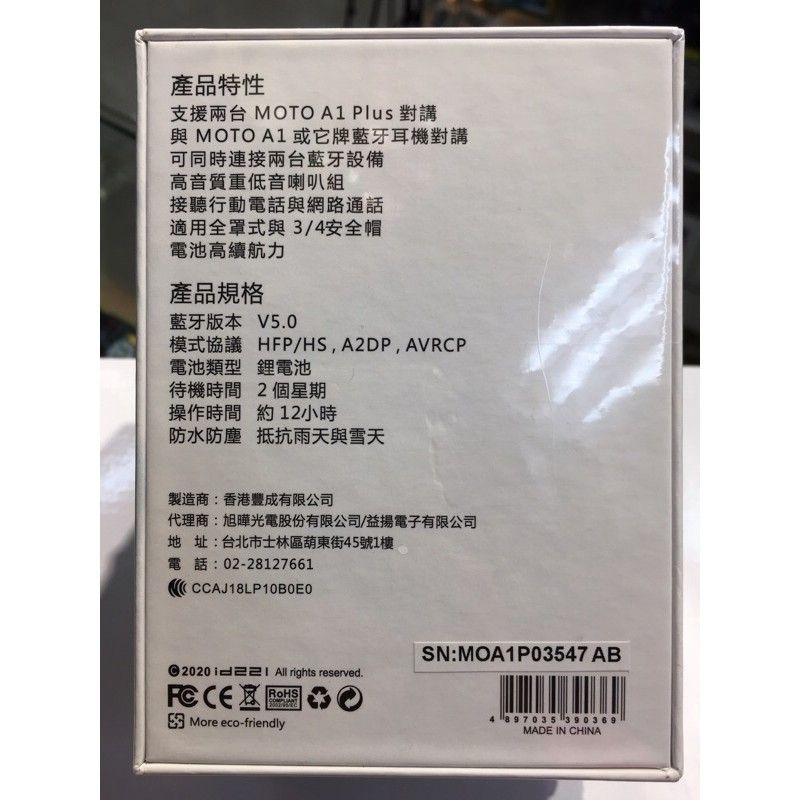 產品特性
支援兩台 MOTO A1 Plus 對講
與 MOTO A1 或它牌藍牙耳機對講
可同時連接兩台藍牙設備
高音質重低音喇叭組
接聽行動電話與網路通話
適用全罩式與 3/4安全帽
電池高續航力
產品規格
藍牙版本 V5.0
模式協議 HFP/HS , A2DP , AVRCP
電池類型 鋰電池
待機時間 2 個星期
操作時間 約 12小時
防水防塵 抵抗雨天與雪天
製造商：香港豐成有限公司
代理商：旭曄光電股份有限公司/益揚電子有限公司
地 址：台北市士林區葫東街45號1樓
電 話：02-28127661
CCAJ18LP10B0E0
SN:MOA1P03547 AB
©2020 id221 All rights reserved.
FC CE RoHS
COMPLIANT
2002/95/EC
More eco-friendly
4 897035 390369
MADE IN CHINA